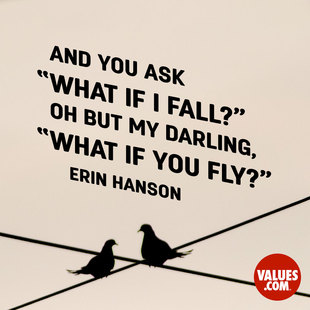 AND YOU ASK
“WHAT IF I FALL?”
OH BUT MY DARLING,
“WHAT IF YOU FLY?”
ERIN HANSON
VALUES
.COM®